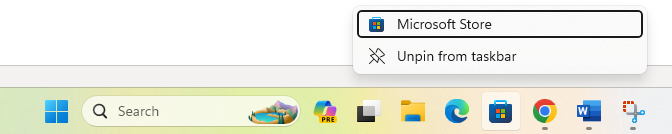 Microsoft Store
Unpin from taskbar
Search
PRE
W